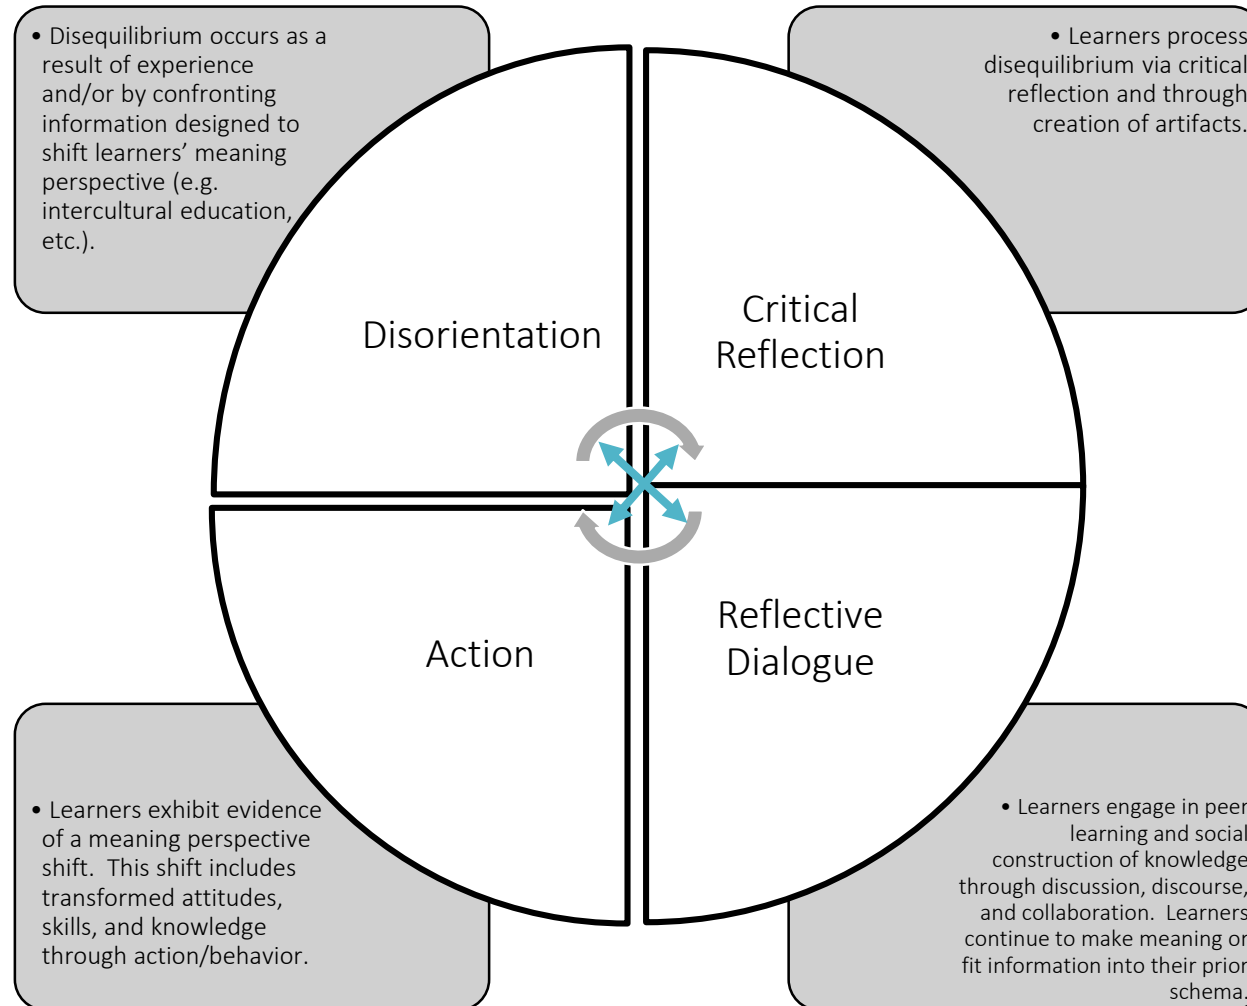 • Disequilibrium occurs as a
result of experience
and/or by confronting
information designed to
shift learners’ meaning
perspective (e.g.
intercultural education,
etc.).
• Learners process
disequilibrium via critical
reflection and through
creation of artifacts.
Disorientation
Critical
Reflection
Action
Reflective
Dialogue
• Learners exhibit evidence
of a meaning perspective
shift.  This shift includes
transformed attitudes,
skills, and knowledge
through action/behavior.
• Learners engage in peer
learning and social
construction of knowledge
through discussion, discourse,
and collaboration.  Learners
continue to make meaning or
fit information into their prior
schema.